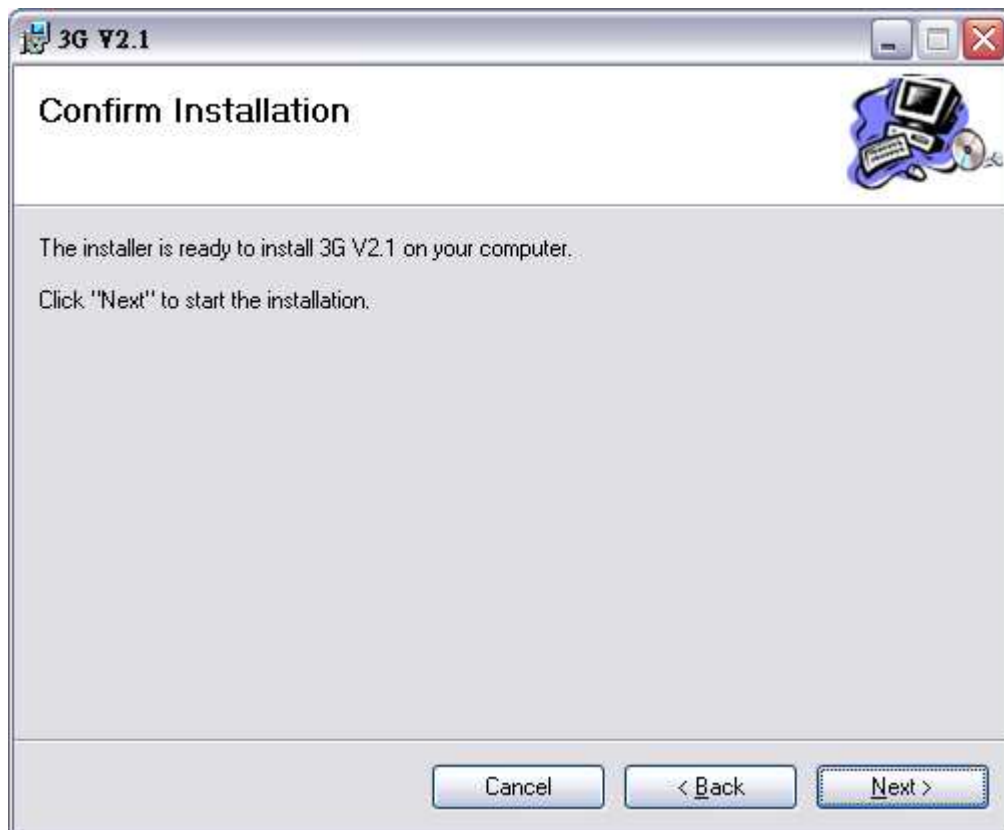 3G V2.1
Confirm Installation
The installer is ready to install 3G V2.1 on your computer.
Click "Next" to start the installation.
Cancel
< Back
Next >